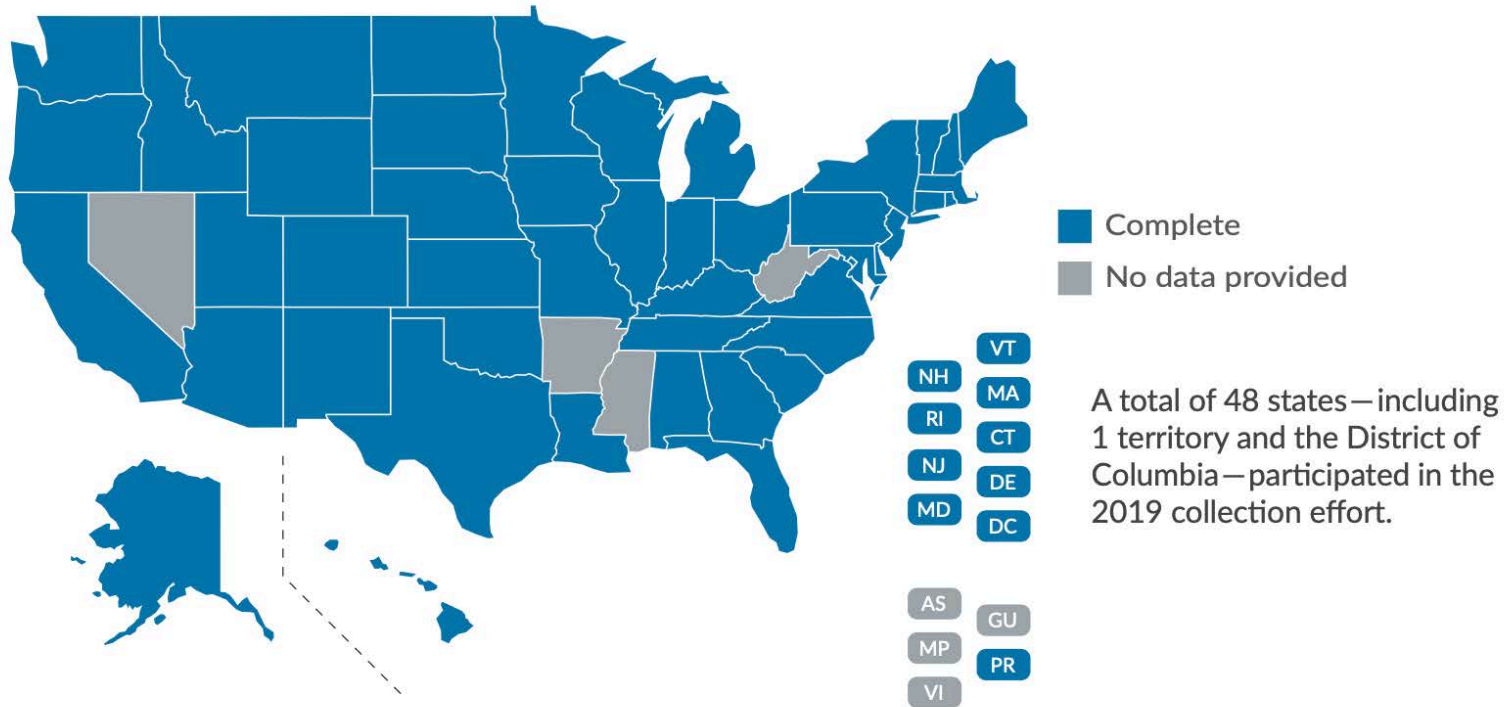 Complete
No data provided
VT
NH
MA
RI
CT
NJ
DE
MD
DC
A total of 48 states—including
1 territory and the District of
Columbia—participated in the
2019 collection effort.
AS
GU
MP
PR
VI